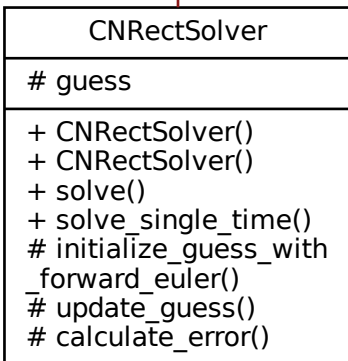 CNRectSolver
# guess
+ CNRectSolver()
+ CNRectSolver()
+ solve()
+ solve_single_time()
# initialize_guess_with
_forward_euler()
# update_guess()
# calculate_error()